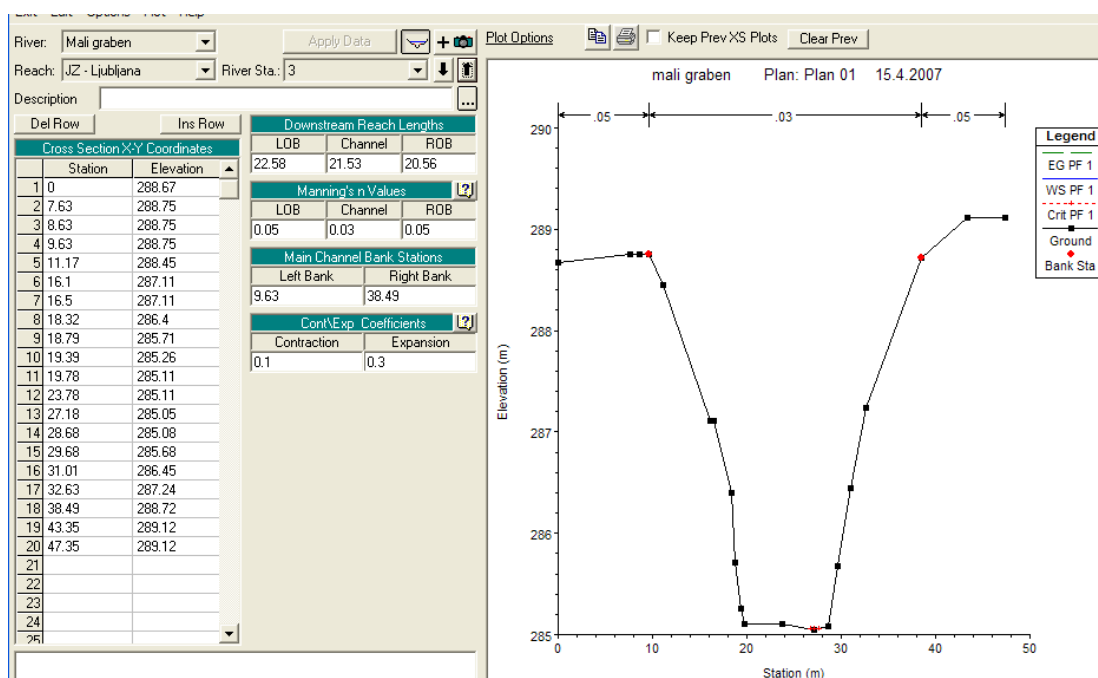 Exit Edit Options Plot Help
River: Mali graben Apply Data + Plot Options Keep Prev XS Plots Clear Prev
Reach: JZ - Ljubljana River Sta.: 3
Description ...
Del Row Ins Row
Cross Section X-Y Coordinates
Station Elevation
1 0 288.67
2 7.63 288.75
3 8.63 288.75
4 9.63 288.75
5 11.17 288.45
6 16.1 287.11
7 16.5 287.11
8 18.32 286.4
9 18.79 285.71
10 19.39 285.26
11 19.78 285.11
12 23.78 285.11
13 27.18 285.05
14 28.68 285.08
15 29.68 285.68
16 31.01 286.45
17 32.63 287.24
18 38.49 288.72
19 43.35 289.12
20 47.35 289.12
21
22
23
24
25
Downstream Reach Lengths
LOB Channel ROB
22.58 21.53 20.56
Manning's n Values ?
LOB Channel ROB
0.05 0.03 0.05
Main Channel Bank Stations
Left Bank Right Bank
9.63 38.49
Cont\Exp Coefficients ?
Contraction Expansion
0.1 0.3
mali graben Plan: Plan 01 15.4.2007
.05 .03 .05
290
289
288
287
286
285
Elevation (m)
0 10 20 30 40 50
Station (m)
Legend
EG PF 1
WS PF 1
Crit PF 1
Ground
Bank Sta